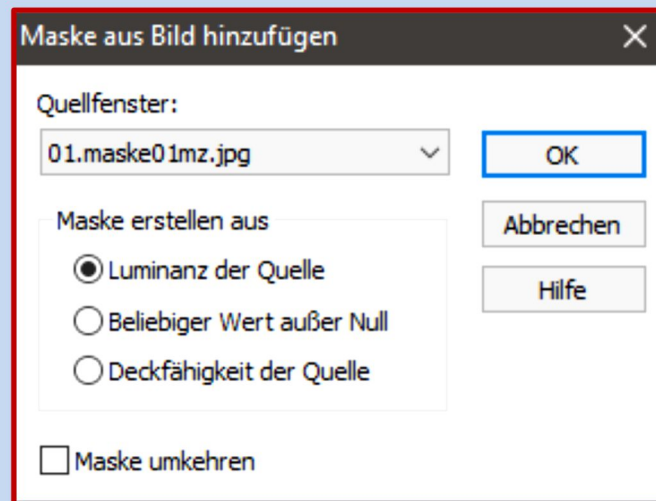 Maske aus Bild hinzufügen
Quellfenster:
01.maske01mz.jpg
OK
Maske erstellen aus
Abbrechen
Luminanz der Quelle
Hilfe
Beliebiger Wert außer Null
Deckfähigkeit der Quelle
Maske umkehren